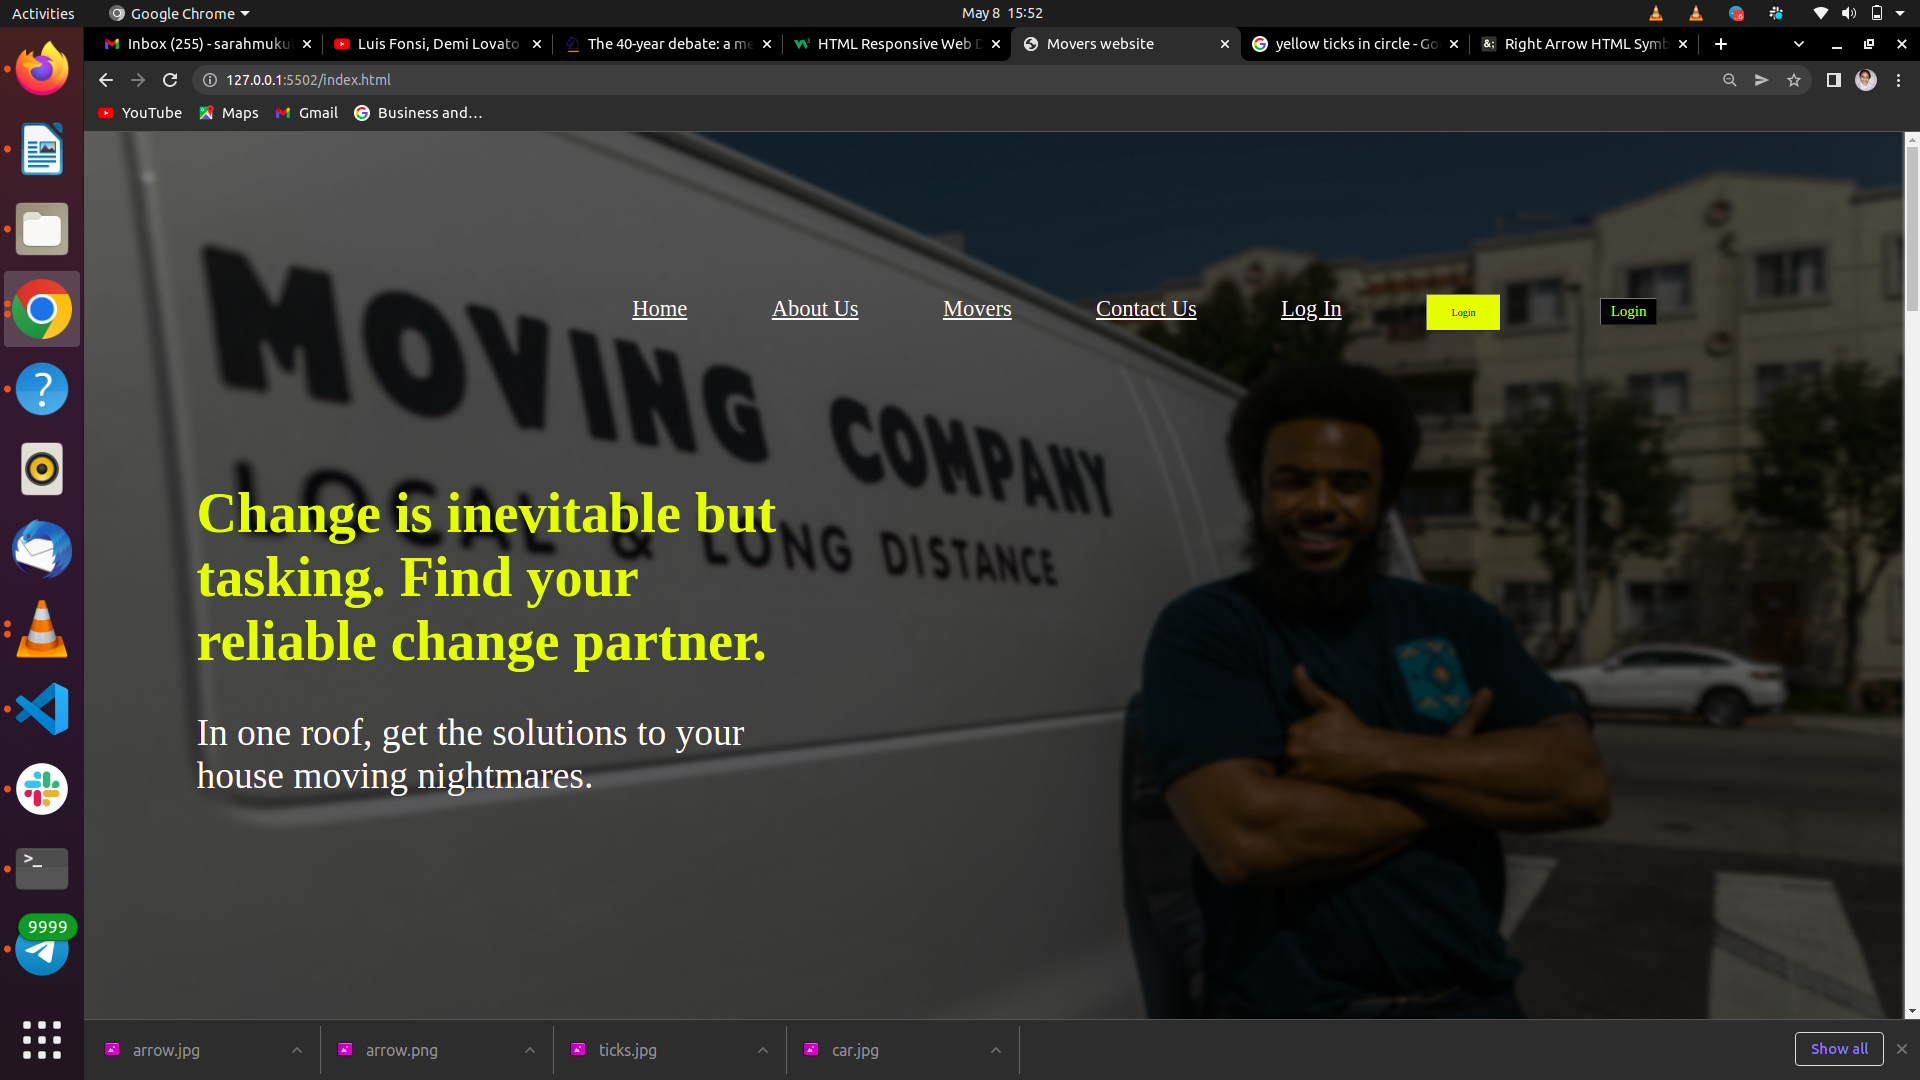 Activities
Google Chrome
May 8 15:52
Inbox (255) - sarahmuku
Luis Fonsi, Demi Lovato
The 40-year debate: a me
HTML Responsive Web D
Movers website
yellow ticks in circle - Go
Right Arrow HTML Symb
127.0.0.1:5502/index.html
YouTube
Maps
Gmail
Business and…
Home
About Us
Movers
Contact Us
Log In
Login
Login
MOVING COMPANY
LOCAL & LONG DISTANCE
Change is inevitable but
tasking. Find your
reliable change partner.
In one roof, get the solutions to your
house moving nightmares.
9999
arrow.jpg
arrow.png
ticks.jpg
car.jpg
Show all